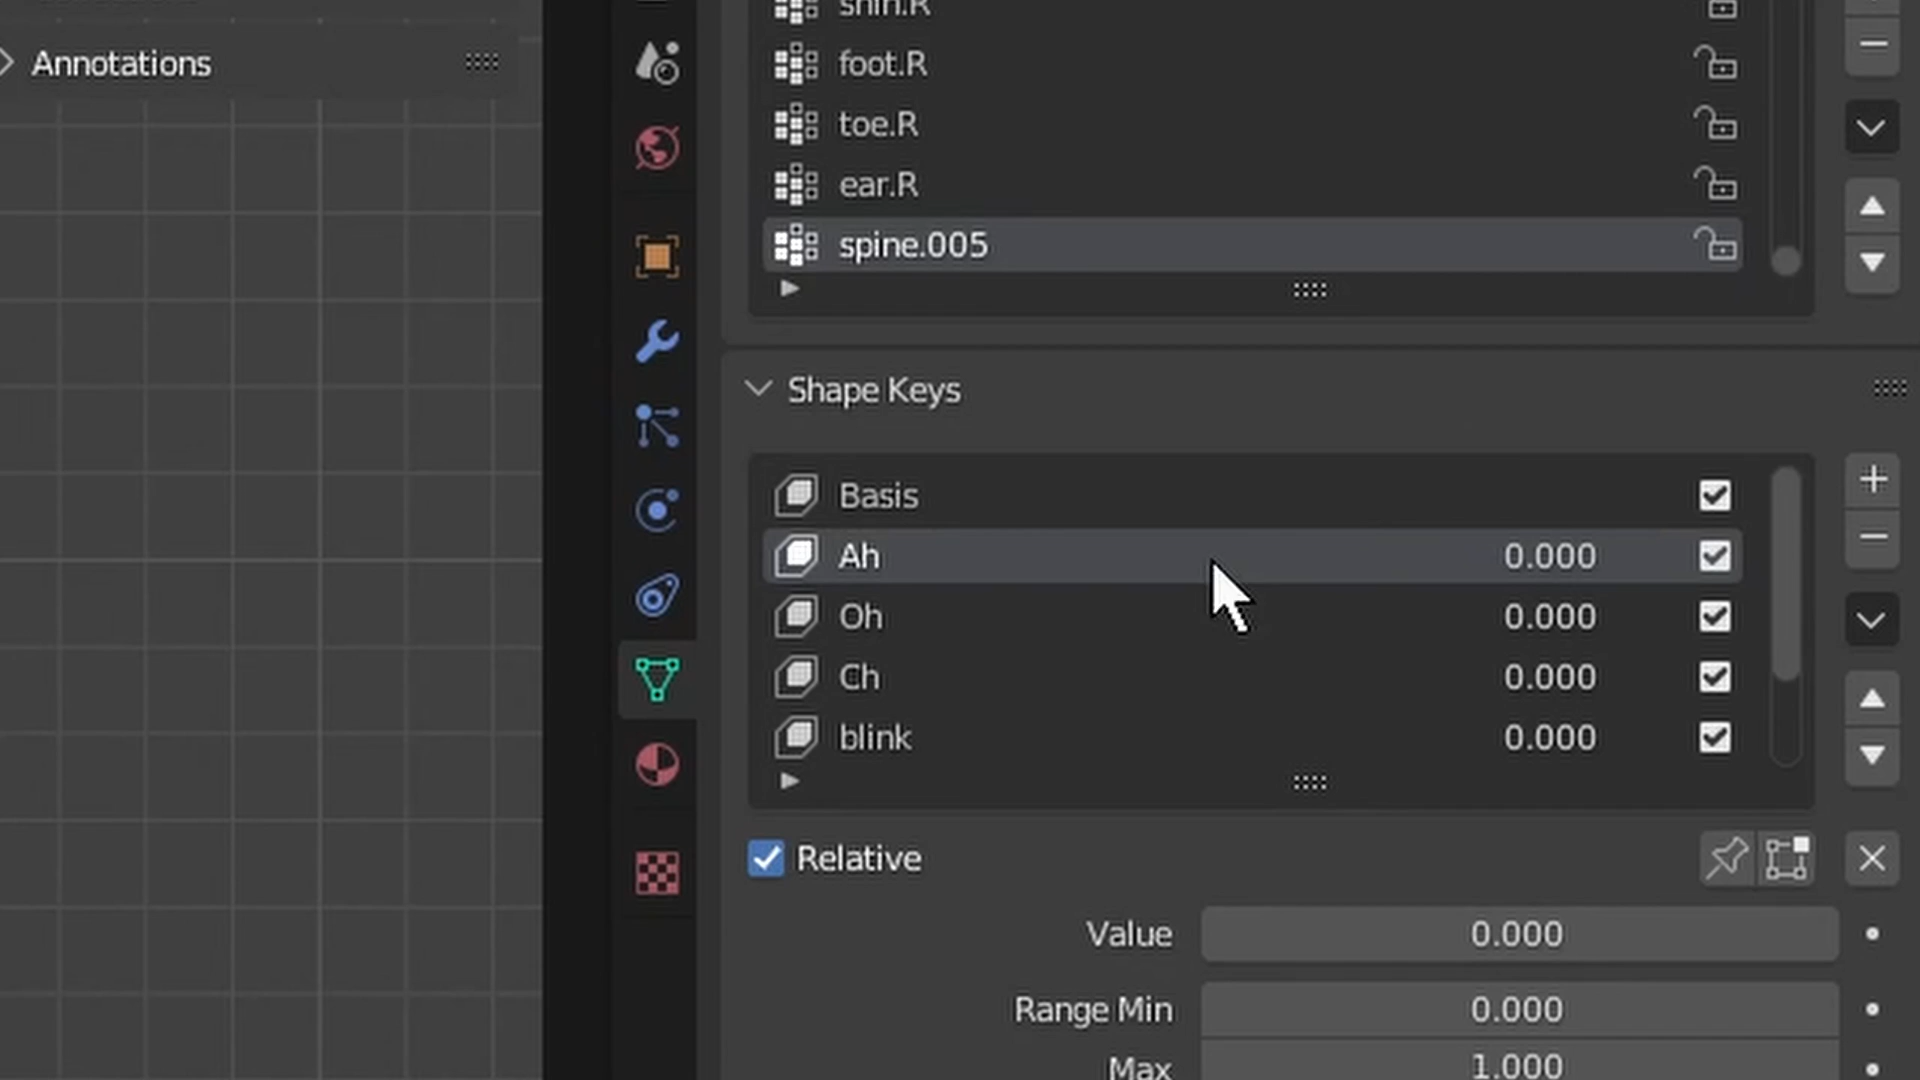 Annotations
shin.R
foot.R
toe.R
ear.R
spine.005
Shape Keys
Basis
Ah 0.000
Oh 0.000
Ch 0.000
blink 0.000
Relative
Value 0.000
Range Min 0.000
Max 1.000